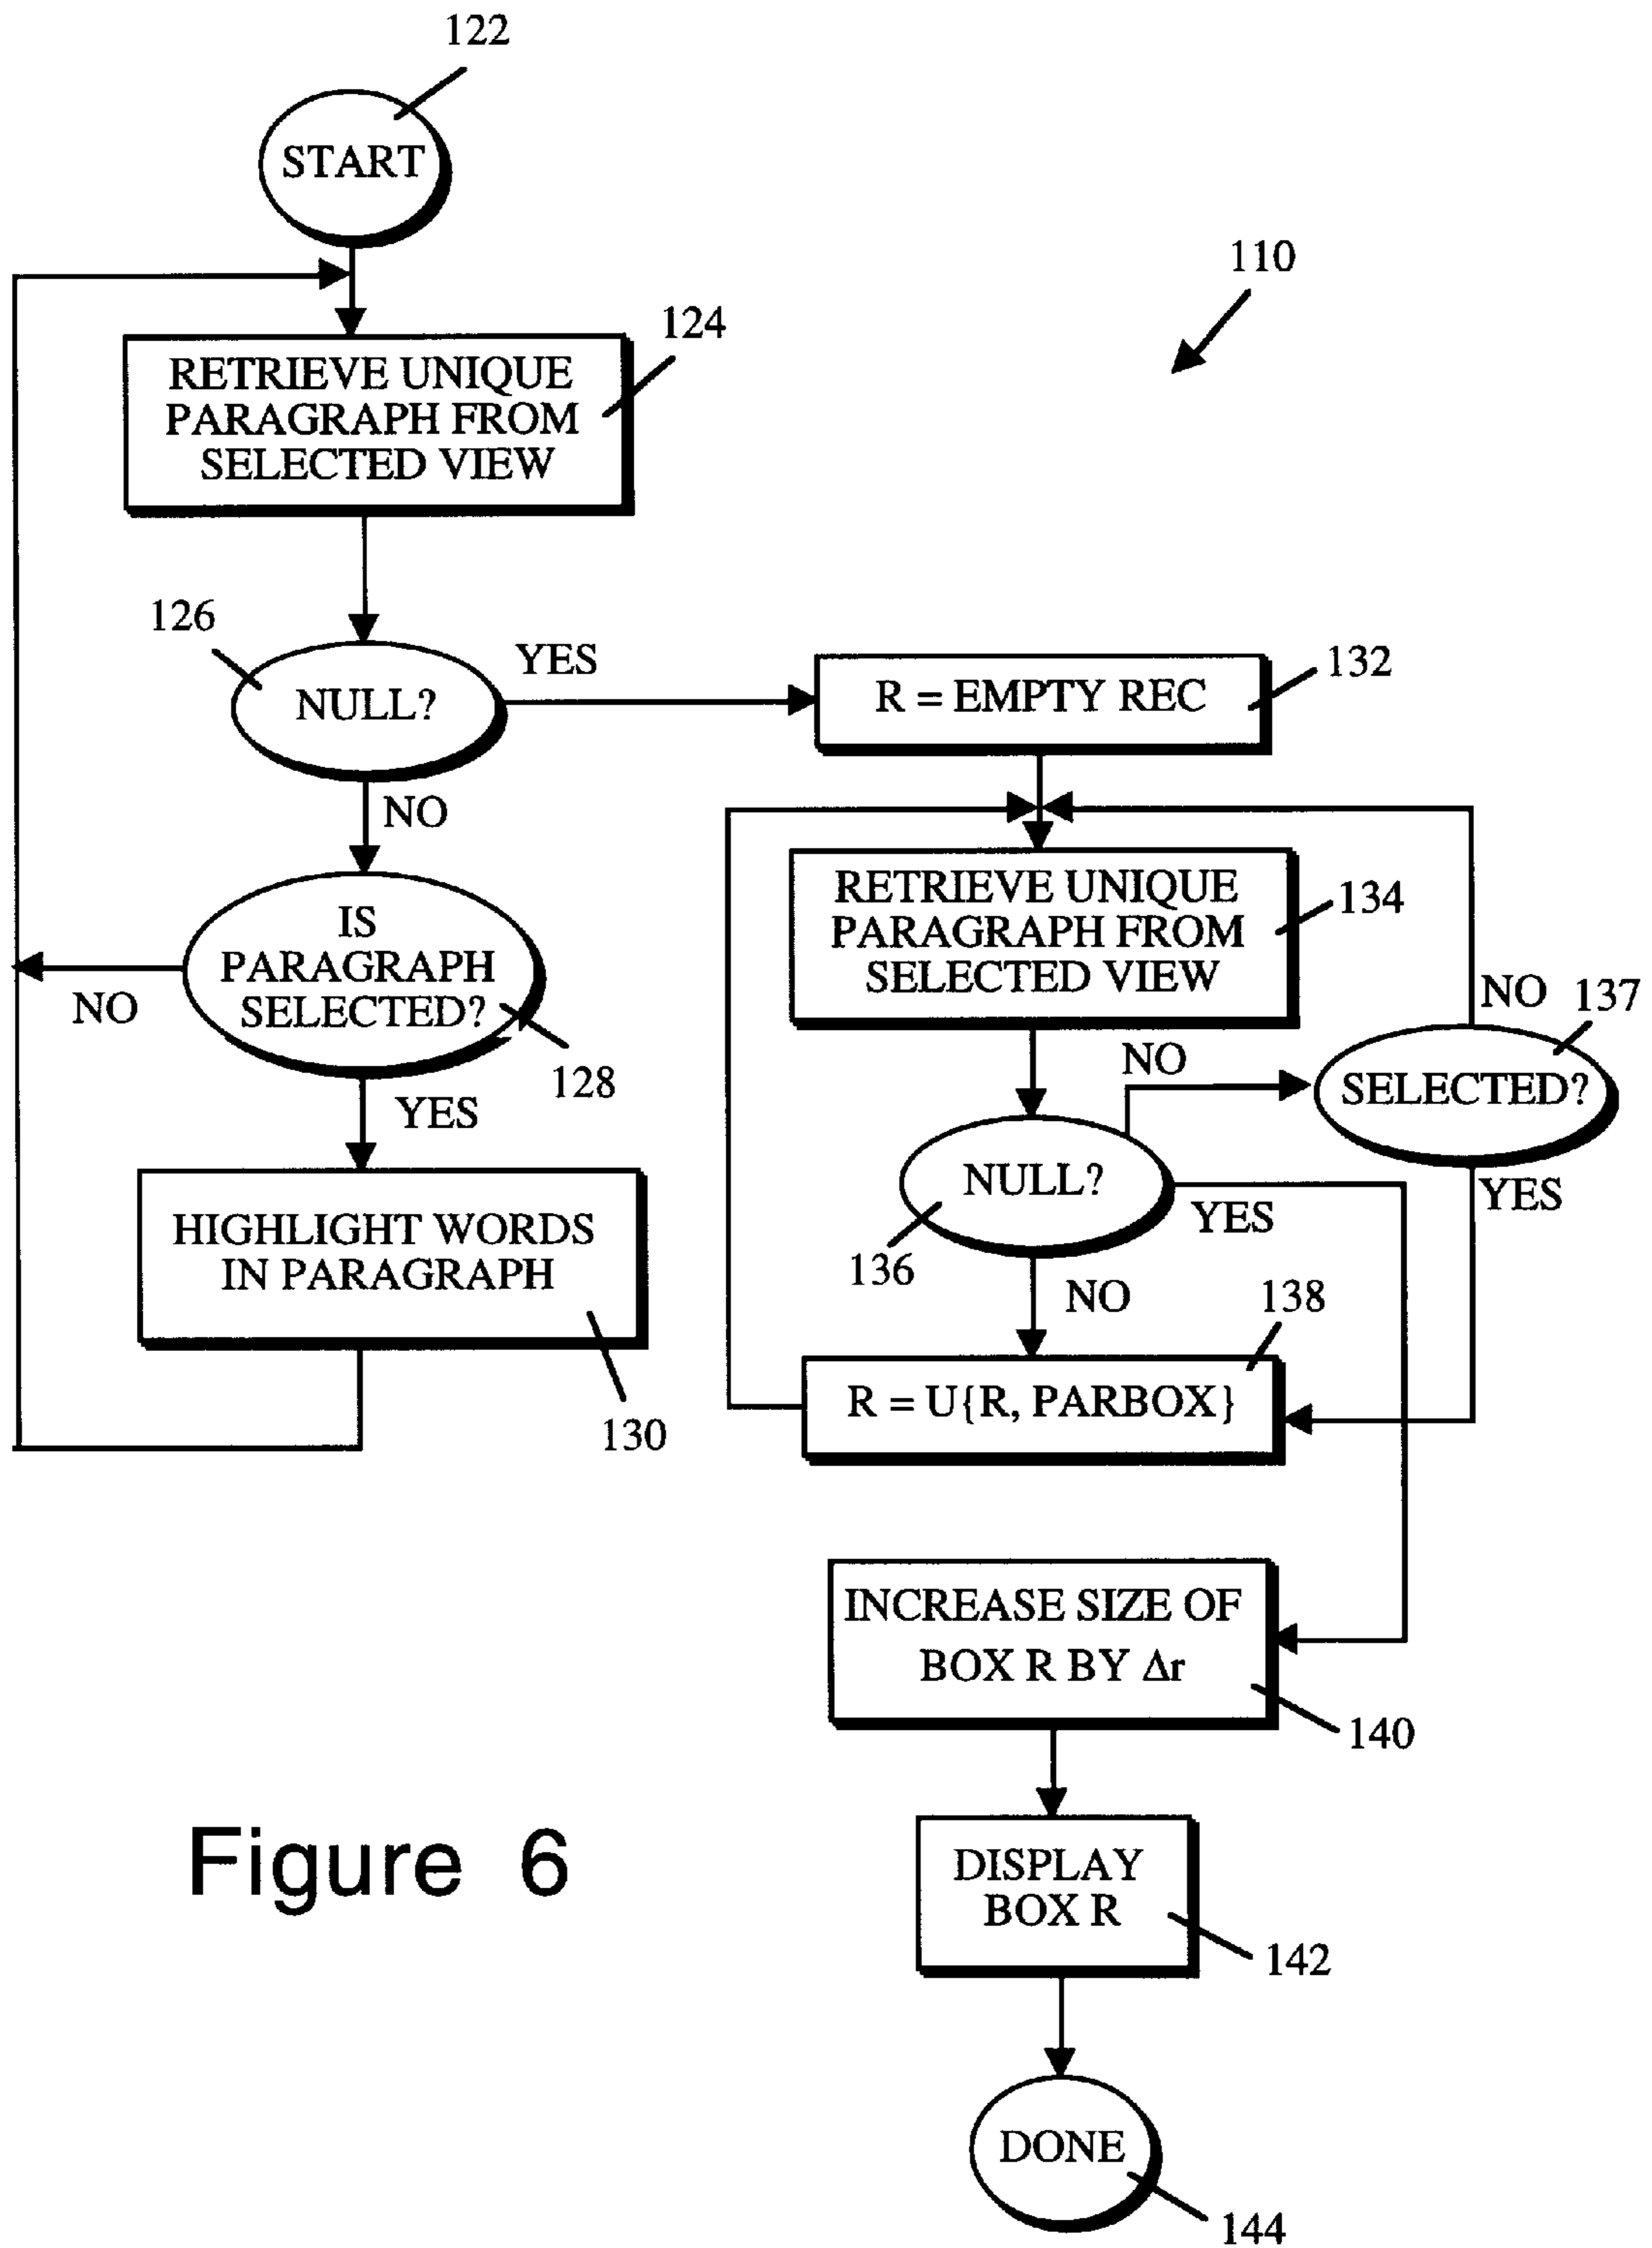 122
START
110
124
RETRIEVE UNIQUE
PARAGRAPH FROM
SELECTED VIEW
126
NULL?
YES
NO
IS
PARAGRAPH
SELECTED?
NO
128
YES
HIGHLIGHT WORDS
IN PARAGRAPH
130
132
R = EMPTY REC
134
RETRIEVE UNIQUE
PARAGRAPH FROM
SELECTED VIEW
NO
137
SELECTED?
NO
YES
NULL?
YES
136
NO
138
R = U{R, PARBOX}
INCREASE SIZE OF
BOX R BY Δr
140
DISPLAY
BOX R
142
DONE
144
Figure 6